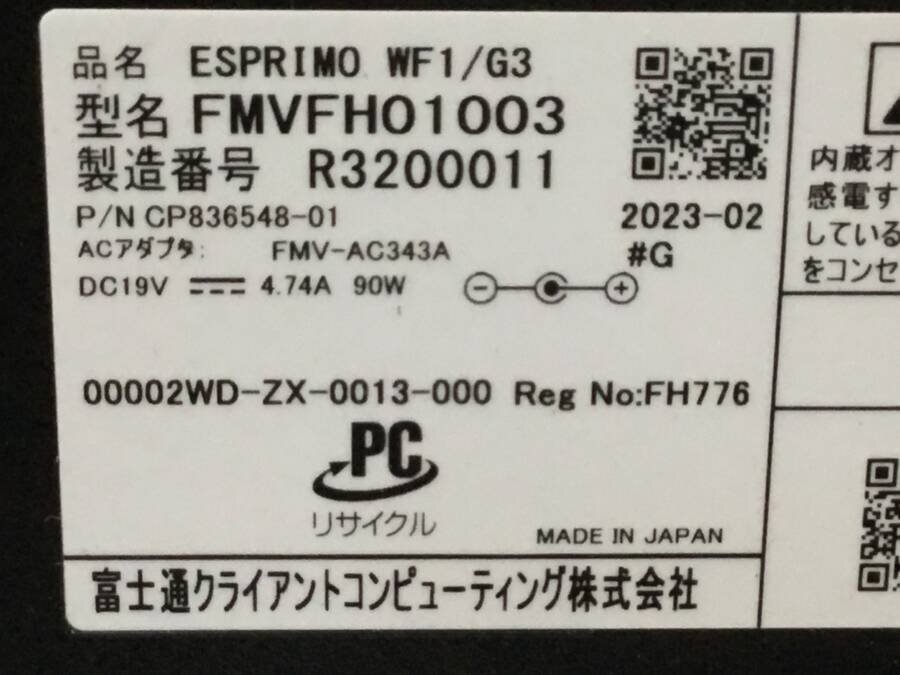 品名 ESPRIMO WF1/G3
型名 FMVFH01003
製造番号 R3200011
P/N CP836548-01
2023-02
ACアダプタ: FMV-AC343A
#G
DC19V 4.74A 90W
00002WD-ZX-0013-000 Reg No:FH776
PC
リサイクル
MADE IN JAPAN
富士通クライアントコンピューティング株式会社
内蔵オ
感電す
している
をコンセ